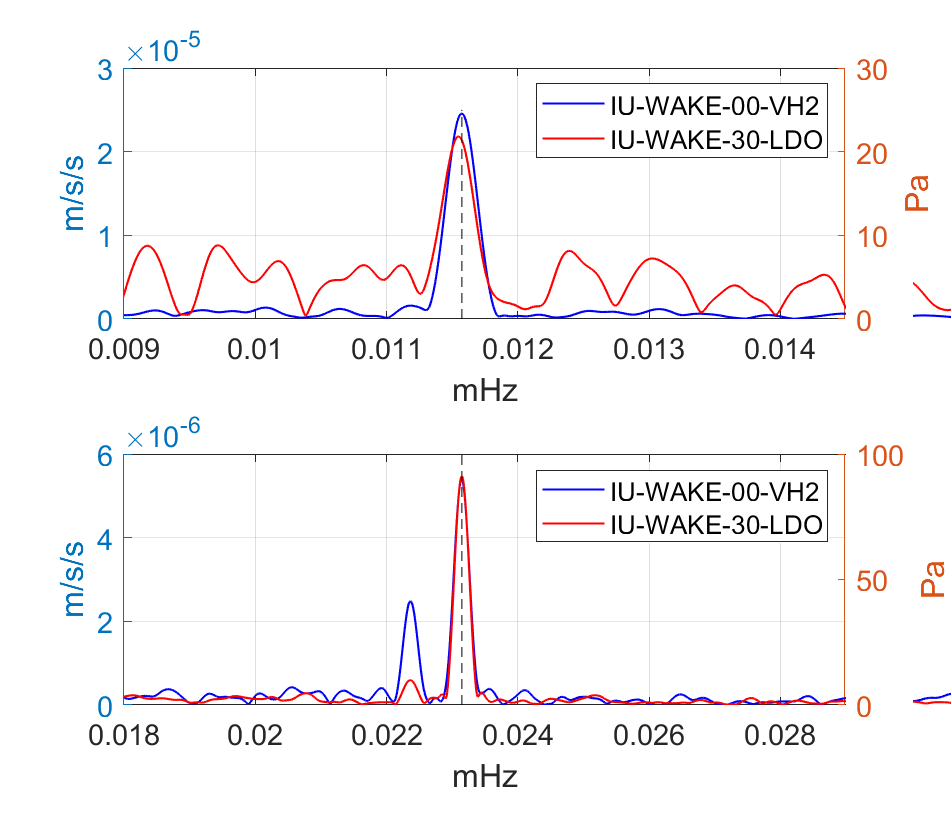 ×10-5
3
2
1
0
m/s/s
30
20
10
0
Pa
IU-WAKE-00-VH2
IU-WAKE-30-LDO
0.009 0.01 0.011 0.012 0.013 0.014
mHz
×10-6
6
4
2
0
m/s/s
100
50
0
Pa
IU-WAKE-00-VH2
IU-WAKE-30-LDO
0.018 0.02 0.022 0.024 0.026 0.028
mHz